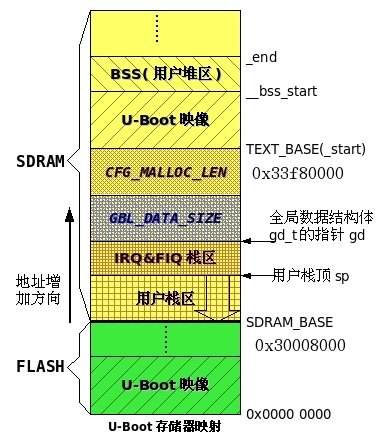 _end
BSS(用户堆区)
__bss_start
U-Boot 映像
TEXT_BASE(_start)
SDRAM
CFG_MALLOC_LEN
0x33f80000
GBL_DATA_SIZE
全局数据结构体
gd_t的指针 gd
IRQ&FIQ 栈区
用户栈顶 sp
地址增
加方向
用户栈区
SDRAM_BASE
0x30008000
FLASH
U-Boot 映像
0x0000 0000
U-Boot 存储器映射